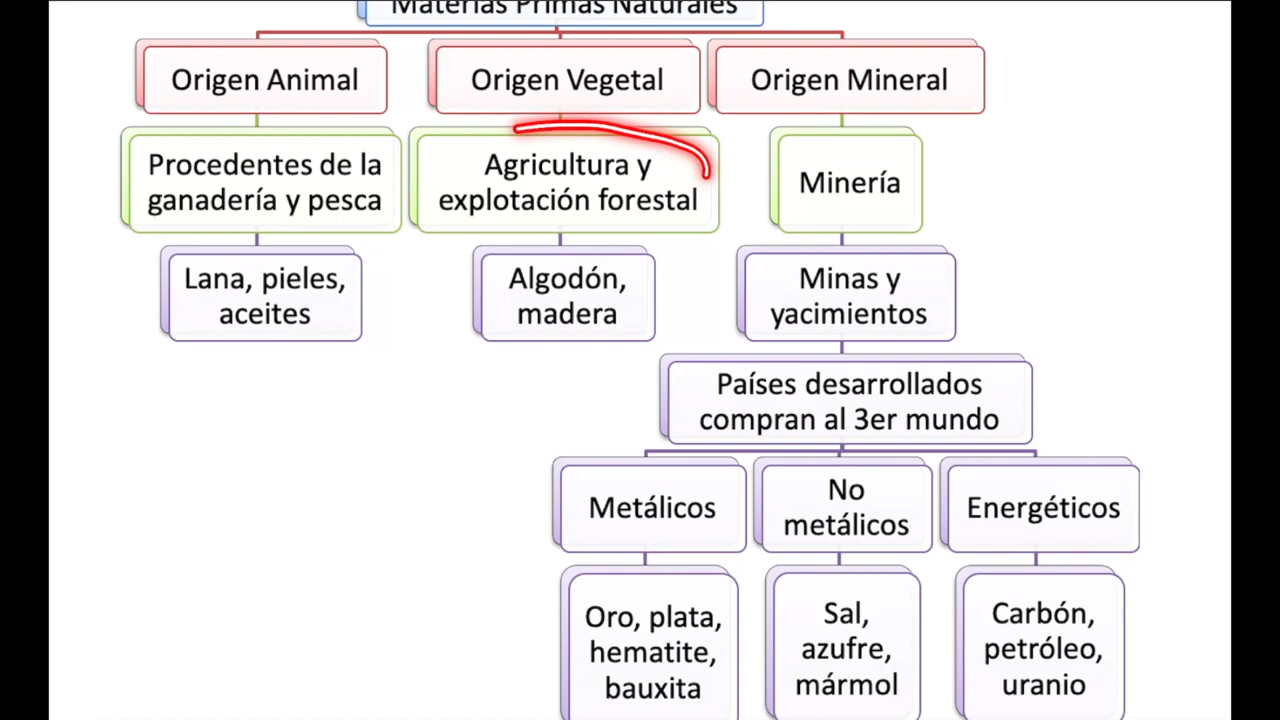 Materias Primas Naturales
Origen Animal
Origen Vegetal
Origen Mineral
Procedentes de la
ganadería y pesca
Agricultura y
explotación forestal
Minería
Lana, pieles,
aceites
Algodón,
madera
Minas y
yacimientos
Países desarrollados
compran al 3er mundo
Metálicos
No
metálicos
Energéticos
Oro, plata,
hematite,
bauxita
Sal,
azufre,
mármol
Carbón,
petróleo,
uranio